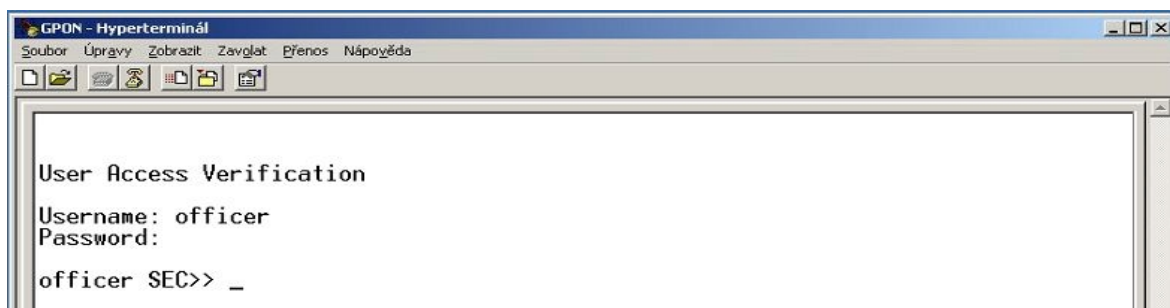 GPON - Hyperterminál
Soubor Úpravy Zobrazit Zavolat Přenos Nápověda
User Access Verification
Username: officer
Password:
officer SEC>> _